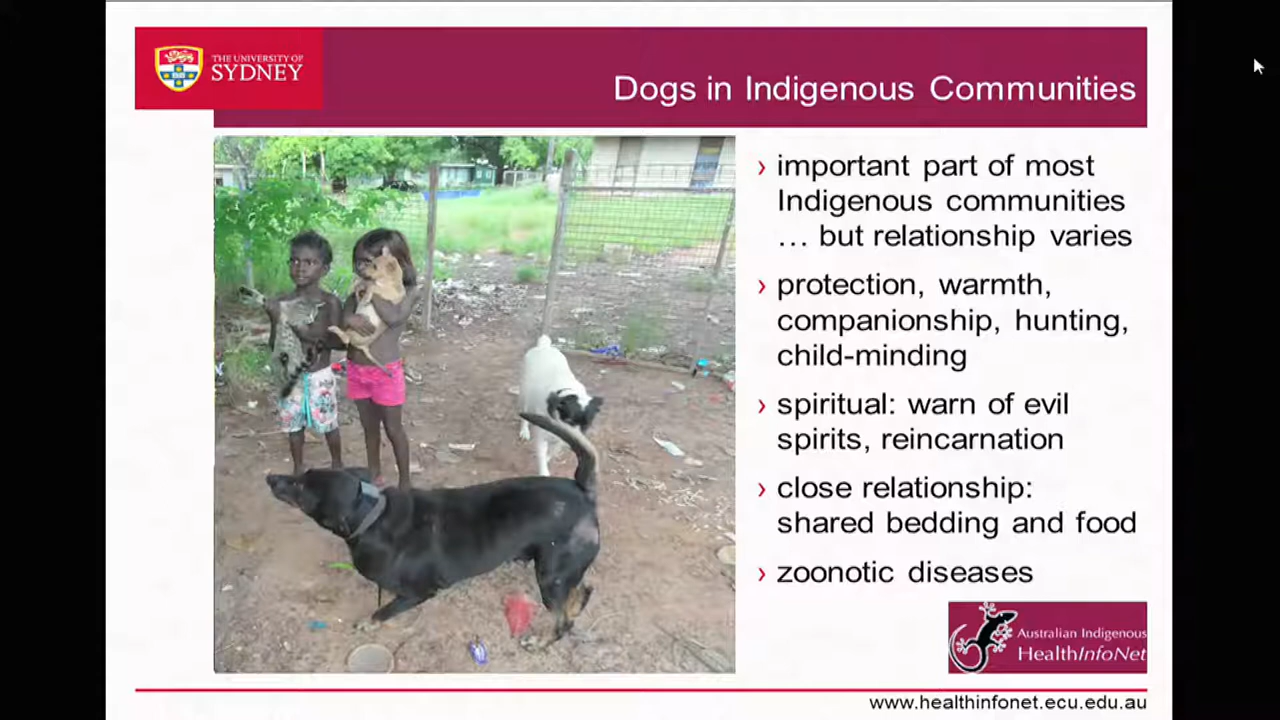 THE UNIVERSITY OF
SYDNEY
Dogs in Indigenous Communities
› important part of most
Indigenous communities
… but relationship varies
› protection, warmth,
companionship, hunting,
child-minding
› spiritual: warn of evil
spirits, reincarnation
› close relationship:
shared bedding and food
› zoonotic diseases
Australian Indigenous
HealthInfoNet
www.healthinfonet.ecu.edu.au